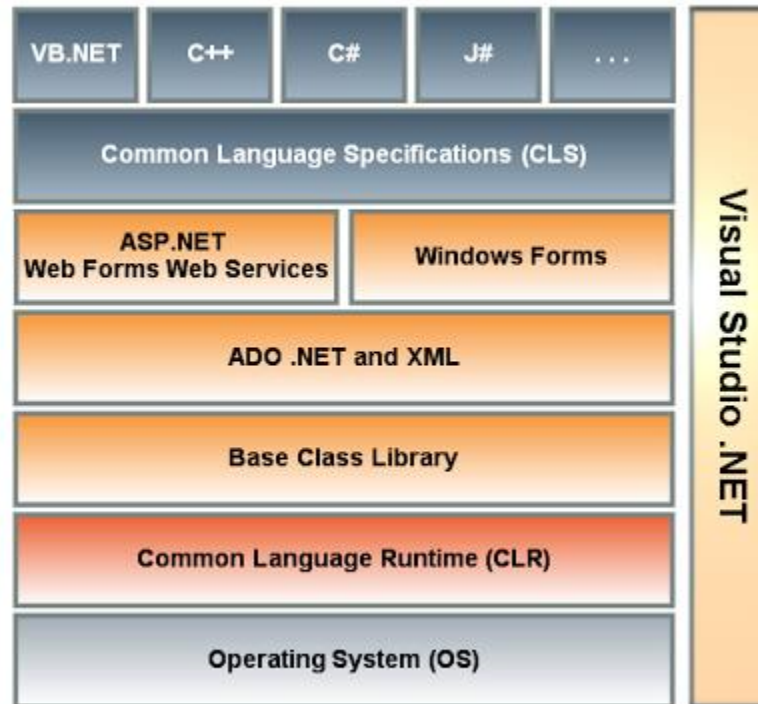 VB.NET
C++
C#
J#
...
Common Language Specifications (CLS)
ASP.NET
Web Forms Web Services
Windows Forms
ADO .NET and XML
Base Class Library
Common Language Runtime (CLR)
Operating System (OS)
Visual Studio .NET